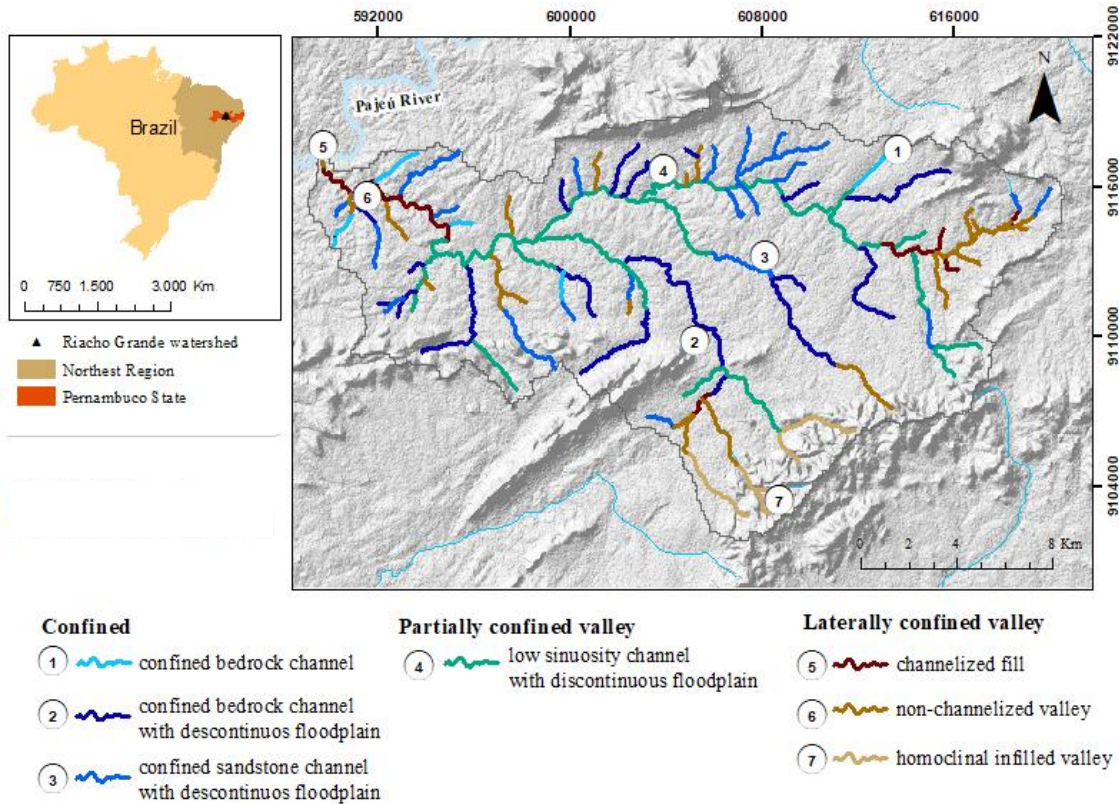 592000 600000 608000 616000
9122000
9115000
9110000
9104000
N
Pajeú River
Brazil
0 750 1.500 3.000 Km
Riacho Grande watershed
Northest Region
Pernambuco State
5
6
4
1
3
2
7
0 2 4 8 Km
Confined
1 confined bedrock channel
2 confined bedrock channel
with descontinuos floodplain
3 confined sandstone channel
with descontinuos floodplain
Partially confined valley
4 low sinuosity channel
with discontinuous floodplain
Laterally confined valley
5 channelized fill
6 non-channelized valley
7 homoclinal infilled valley